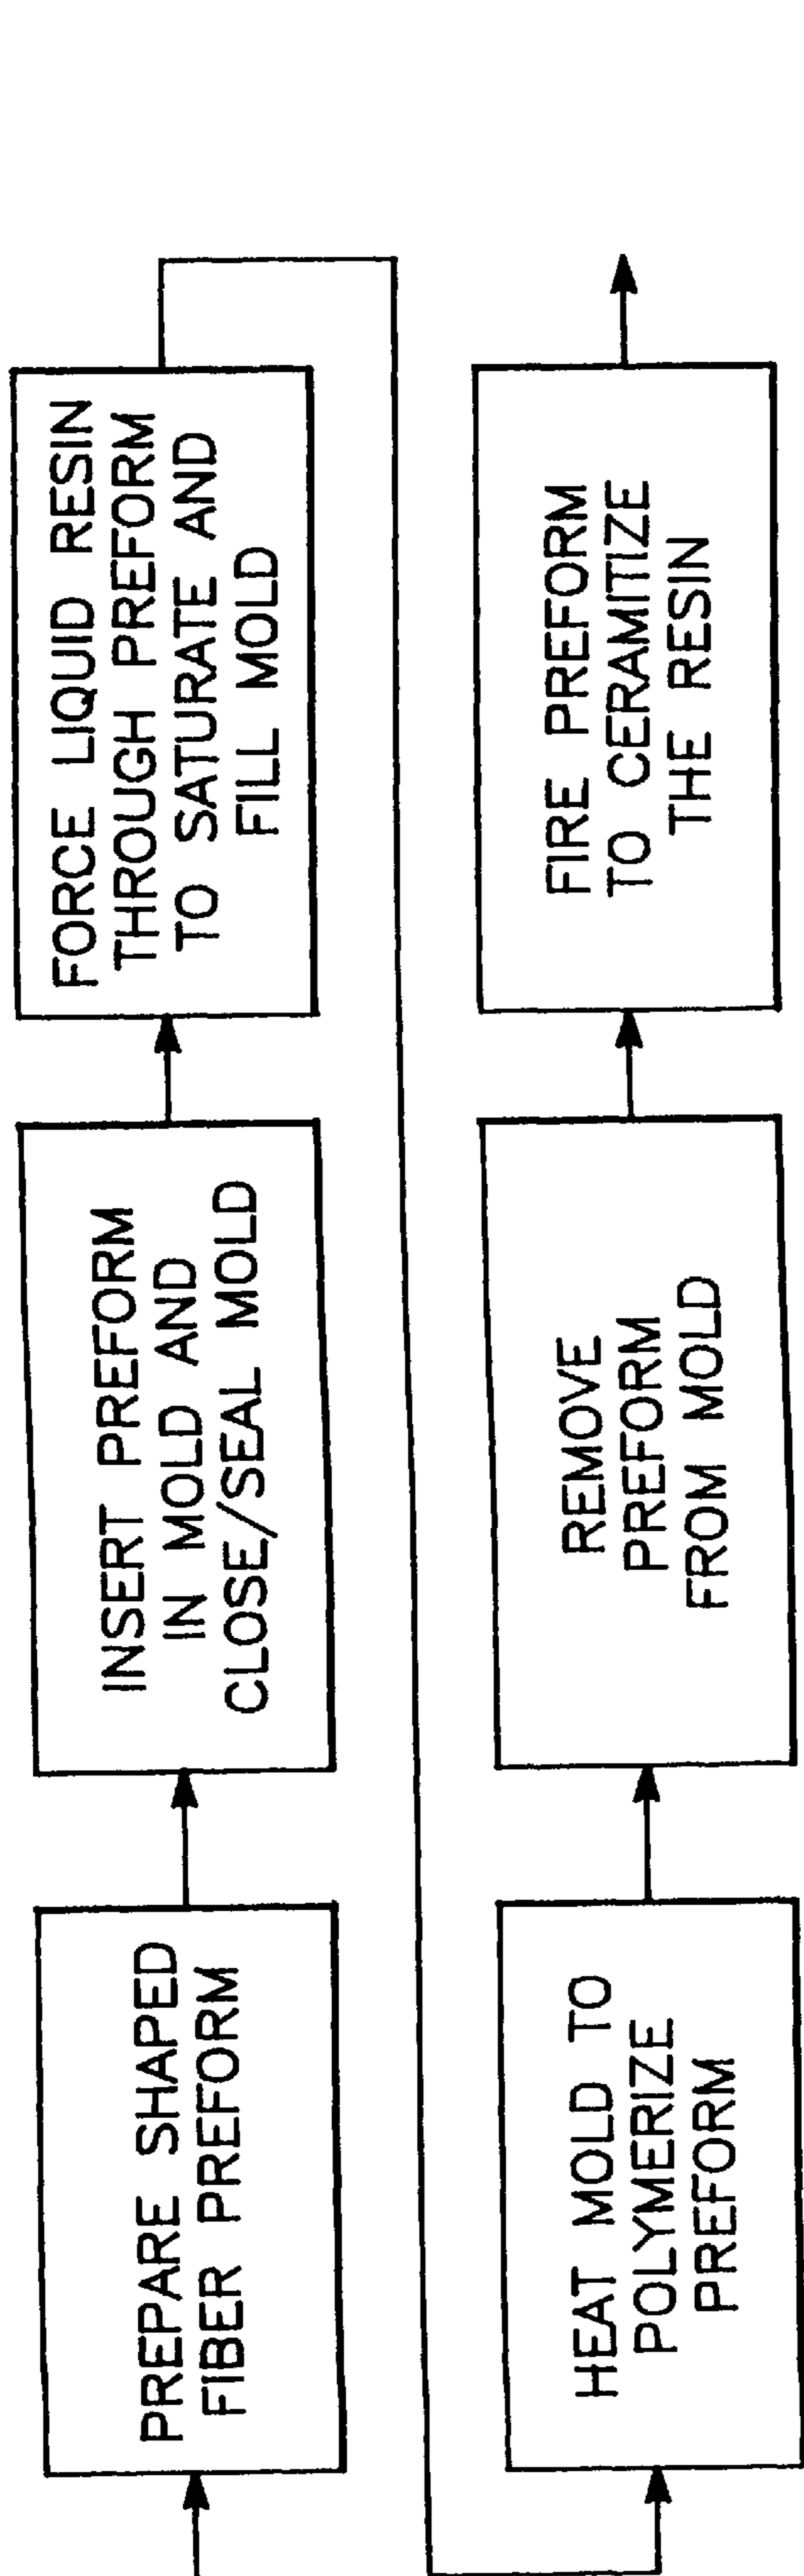 PREPARE SHAPED
FIBER PREFORM
INSERT PREFORM
IN MOLD AND
CLOSE/SEAL MOLD
FORCE LIQUID RESIN
THROUGH PREFORM
TO SATURATE AND
FILL MOLD
HEAT MOLD TO
POLYMERIZE
PREFORM
REMOVE
PREFORM
FROM MOLD
FIRE PREFORM
TO CERAMITIZE
THE RESIN